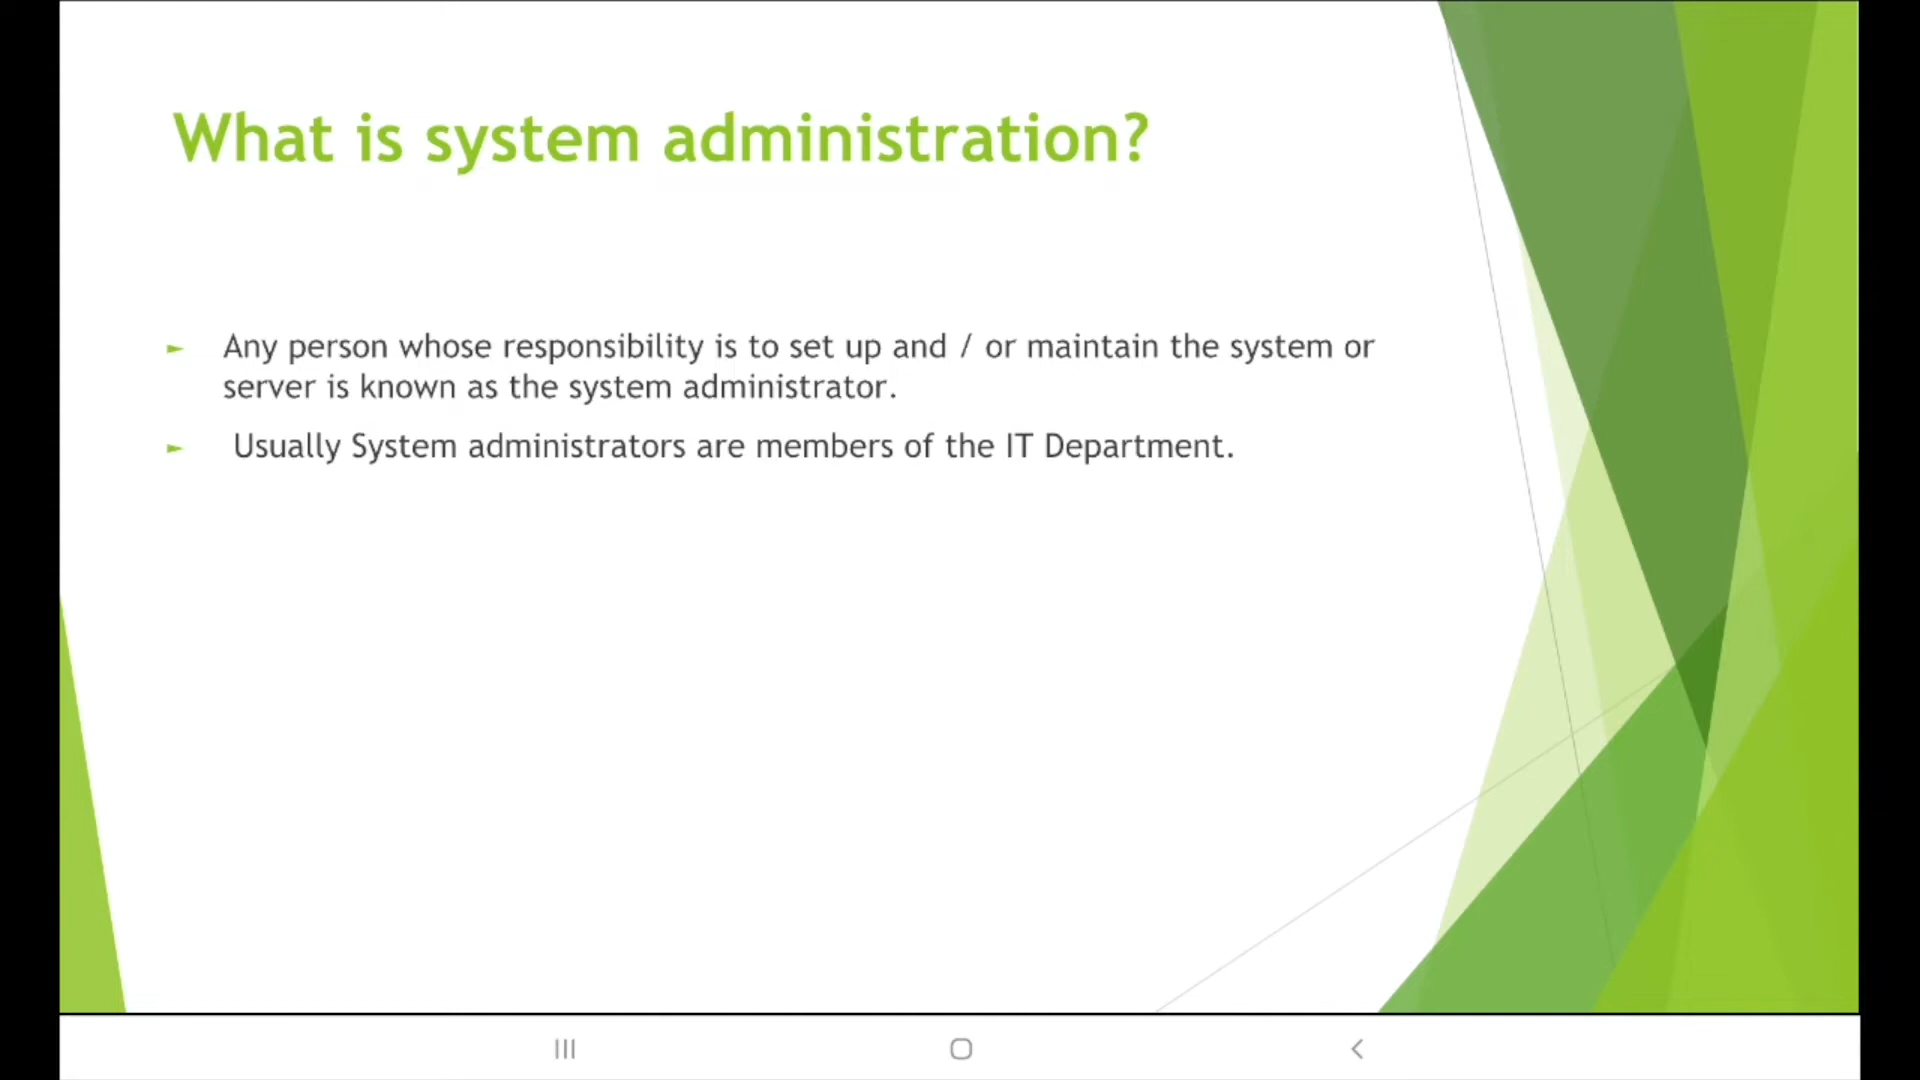 What is system administration?
Any person whose responsibility is to set up and / or maintain the system or
server is known as the system administrator.
Usually System administrators are members of the IT Department.